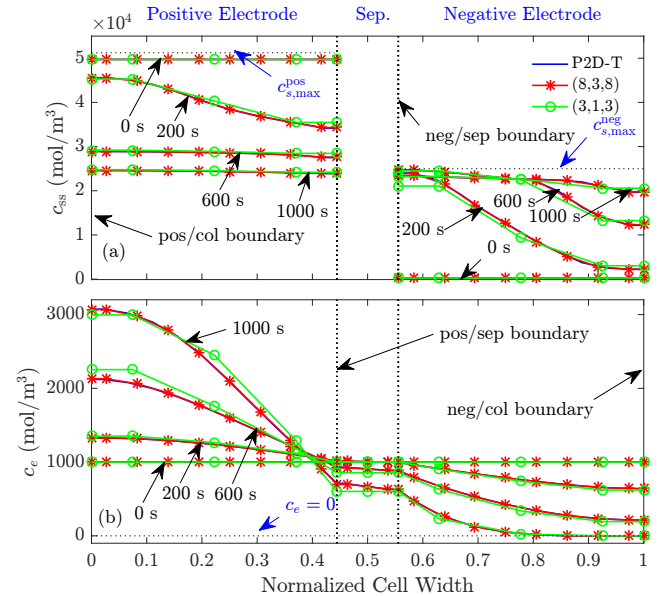 Positive Electrode Sep. Negative Electrode
×10⁴
5
4
3
2
1
0
c_ss (mol/m³)
0 s
200 s
c_{s,max}^{pos}
600 s
1000 s
pos/col boundary
(a)
P2D-T
(8,3,8)
(3,1,3)
neg/sep boundary
c_{s,max}^{neg}
200 s
600 s
1000 s
0 s
3000
2000
1000
0
c_e (mol/m³)
1000 s
pos/sep boundary
neg/col boundary
0 s
200 s
600 s
c_e = 0
(b)
0 0.1 0.2 0.3 0.4 0.5 0.6 0.7 0.8 0.9 1
Normalized Cell Width